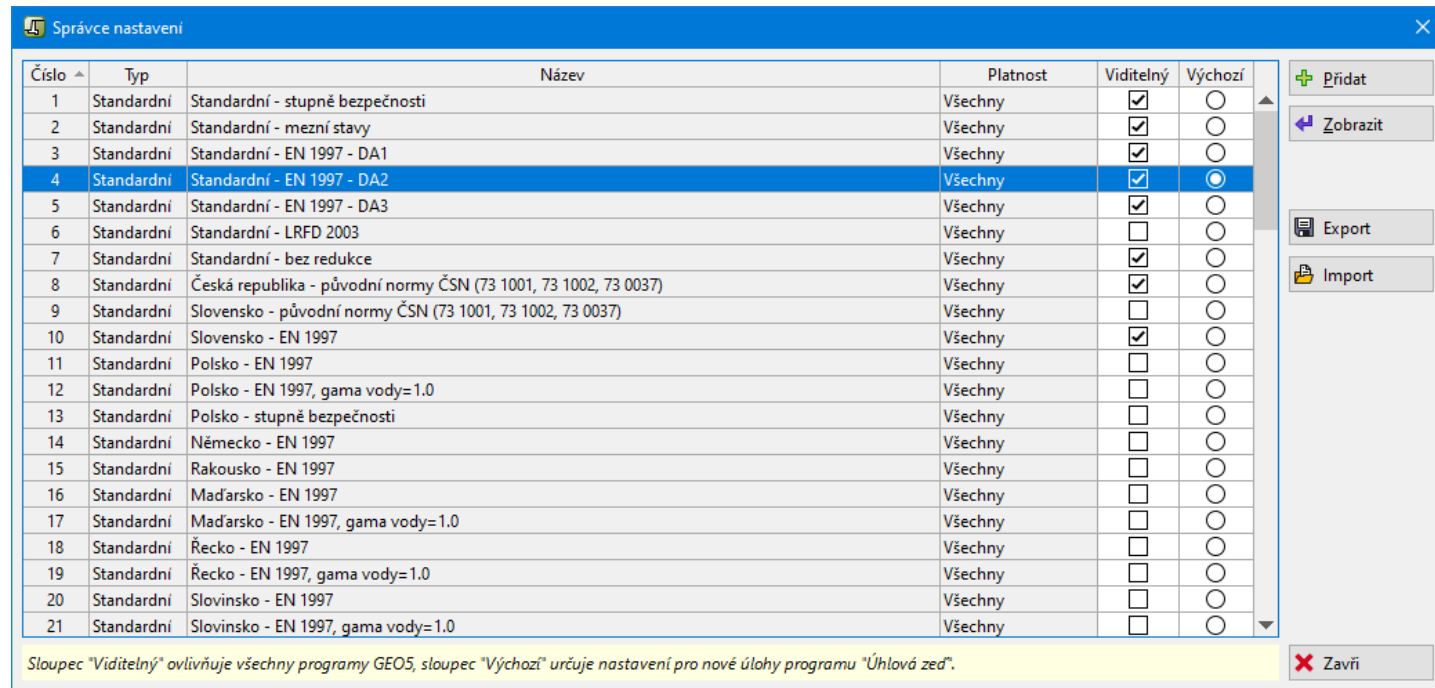 Správce nastavení
Číslo Typ Název Platnost Viditelný Výchozí
1 Standardní Standardní - stupně bezpečnosti Všechny
2 Standardní Standardní - mezní stavy Všechny
3 Standardní Standardní - EN 1997 - DA1 Všechny
4 Standardní Standardní - EN 1997 - DA2 Všechny
5 Standardní Standardní - EN 1997 - DA3 Všechny
6 Standardní Standardní - LRFD 2003 Všechny
7 Standardní Standardní - bez redukce Všechny
8 Standardní Česká republika - původní normy ČSN (73 1001, 73 1002, 73 0037) Všechny
9 Standardní Slovensko - původní normy ČSN (73 1001, 73 1002, 73 0037) Všechny
10 Standardní Slovensko - EN 1997 Všechny
11 Standardní Polsko - EN 1997 Všechny
12 Standardní Polsko - EN 1997, gama vody=1.0 Všechny
13 Standardní Polsko - stupně bezpečnosti Všechny
14 Standardní Německo - EN 1997 Všechny
15 Standardní Rakousko - EN 1997 Všechny
16 Standardní Maďarsko - EN 1997 Všechny
17 Standardní Maďarsko - EN 1997, gama vody=1.0 Všechny
18 Standardní Řecko - EN 1997 Všechny
19 Standardní Řecko - EN 1997, gama vody=1.0 Všechny
20 Standardní Slovinsko - EN 1997 Všechny
21 Standardní Slovinsko - EN 1997, gama vody=1.0 Všechny
Sloupec "Viditelný" ovlivňuje všechny programy GEO5, sloupec "Výchozí" určuje nastavení pro nové úlohy programu "Úhlová zeď".
Přidat
Zobrazit
Export
Import
Zavři